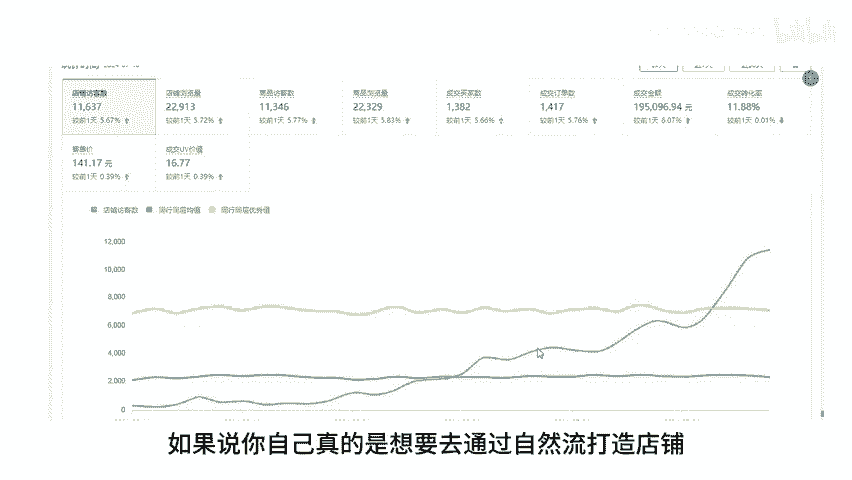 店铺访客数 店铺浏览量 商品访客数 商品浏览量 成交买家数 成交订单数 成交金额 成交转化率
11,637 22,913 11,346 22,329 1,382 1,417 195,096.94 元 11.88%
较前1天 5.67% 较前1天 5.72% 较前1天 5.77% 较前1天 5.83% 较前1天 5.66% 较前1天 5.76% 较前1天 6.07% 较前1天 0.01%
客单价 成交UV价值
141.17 元 16.77
较前1天 0.39% 较前1天 0.39%
店铺访客数 同行同层均值 同行同层优秀值
12,000
10,000
8,000
6,000
4,000
2,000
0
如果说你自己真的是想要去通过自然流打造店铺